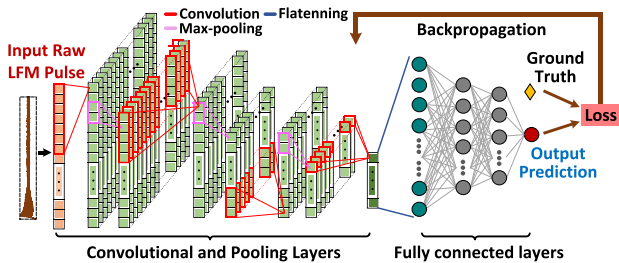 Convolution
Flatenning
Max-pooling
Backpropagation
Input Raw
LFM Pulse
Ground
Truth
Loss
Output
Prediction
Convolutional and Pooling Layers
Fully connected layers